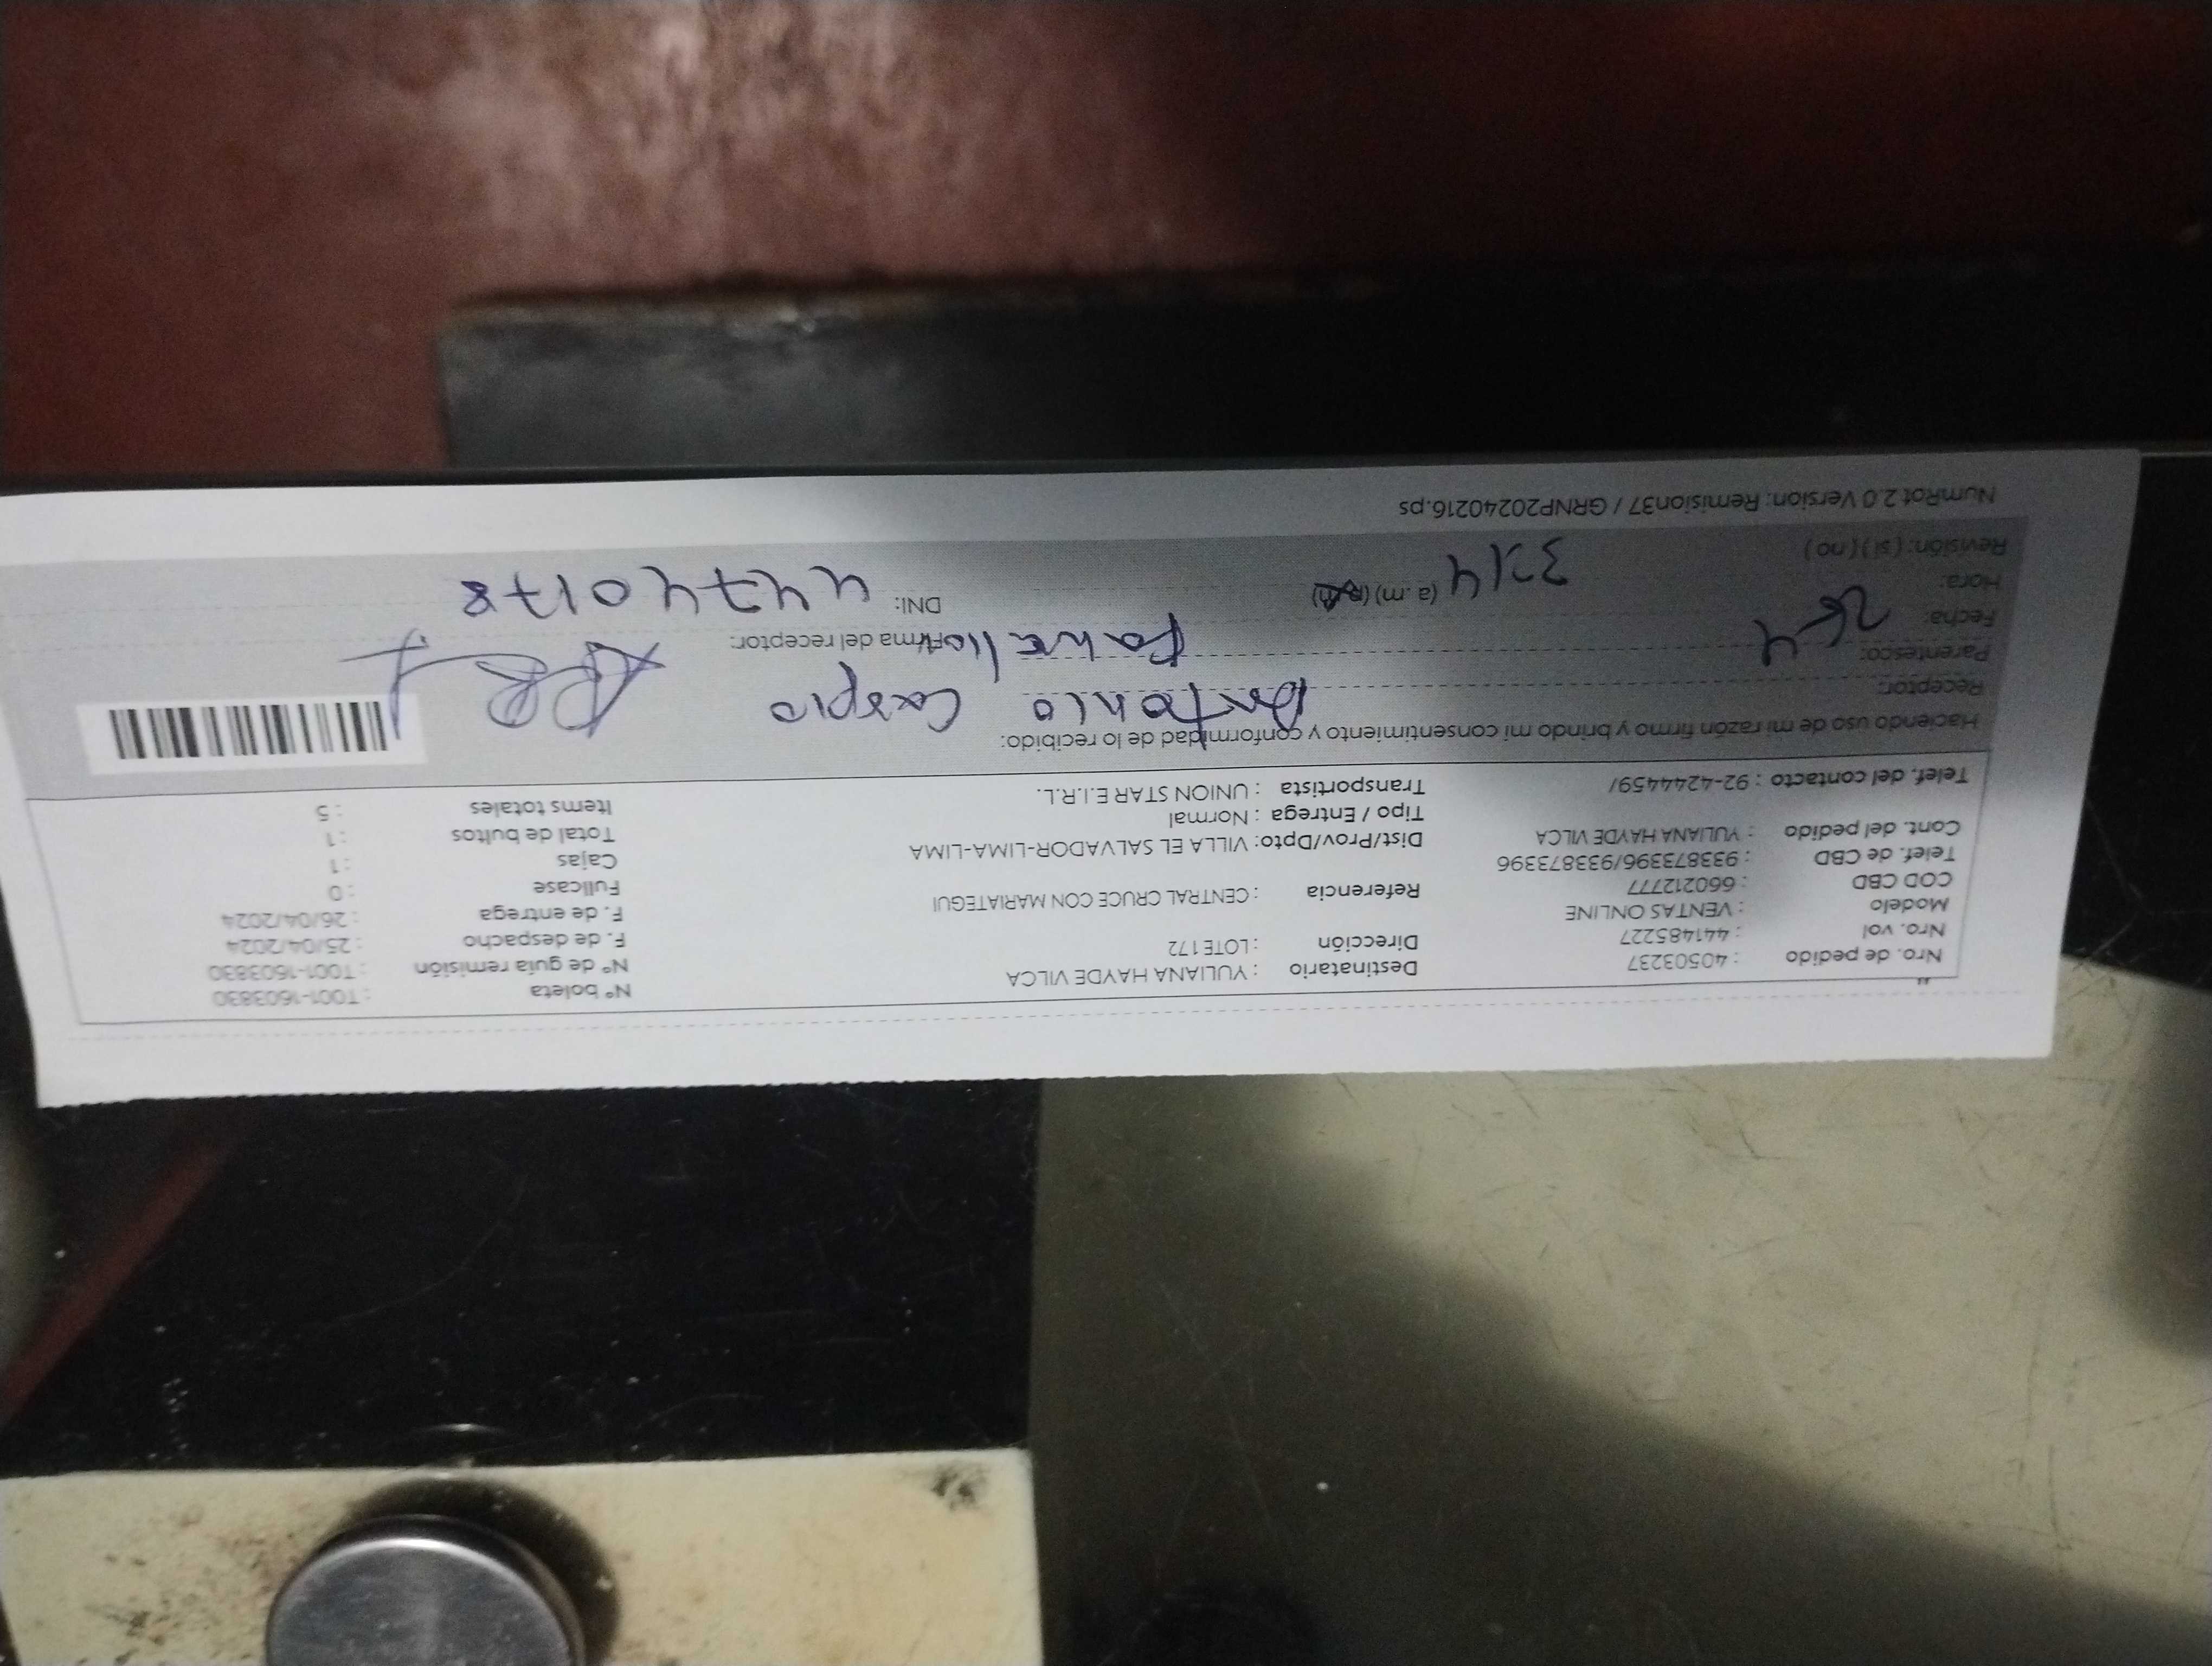 Nro. de pedido : 40503237
Nro. vol : 441485227
Modelo : VENTAS ONLINE
COD CBD : 660212777
Telef. de CBD : 933873396/933873396
Cont. del pedido : YULIANA HAYDE VILCA
Telef. del contacto : 92-4244459/
Destinatario : YULIANA HAYDE VILCA
Dirección : LOTE 172
Referencia : CENTRAL CRUCE CON MARIATEGUI
Dist/Prov/Dpto: VILLA EL SALVADOR-LIMA-LIMA
Tipo / Entrega : Normal
Transportista : UNION STAR E.I.R.L.
N° boleta : T001-1603830
N° de guía remisión : T001-1603830
F. de despacho : 25/04/2024
F. de entrega : 26/04/2024
Fullcase : 0
Cajas : 1
Total de bultos : 1
Items totales : 5
Haciendo uso de mi razón firmo y brindo mi consentimiento y conformidad de lo recibido:
Receptor: Antonio Carpio
Parentesco:
Firma del receptor:
Fecha: 26-4
Hora: 3:14 (a.m)
DNI: 44740178
Revisión: (si) (no)
NumRot 2.0 Version: Remision37 / GRNP20240216.ps